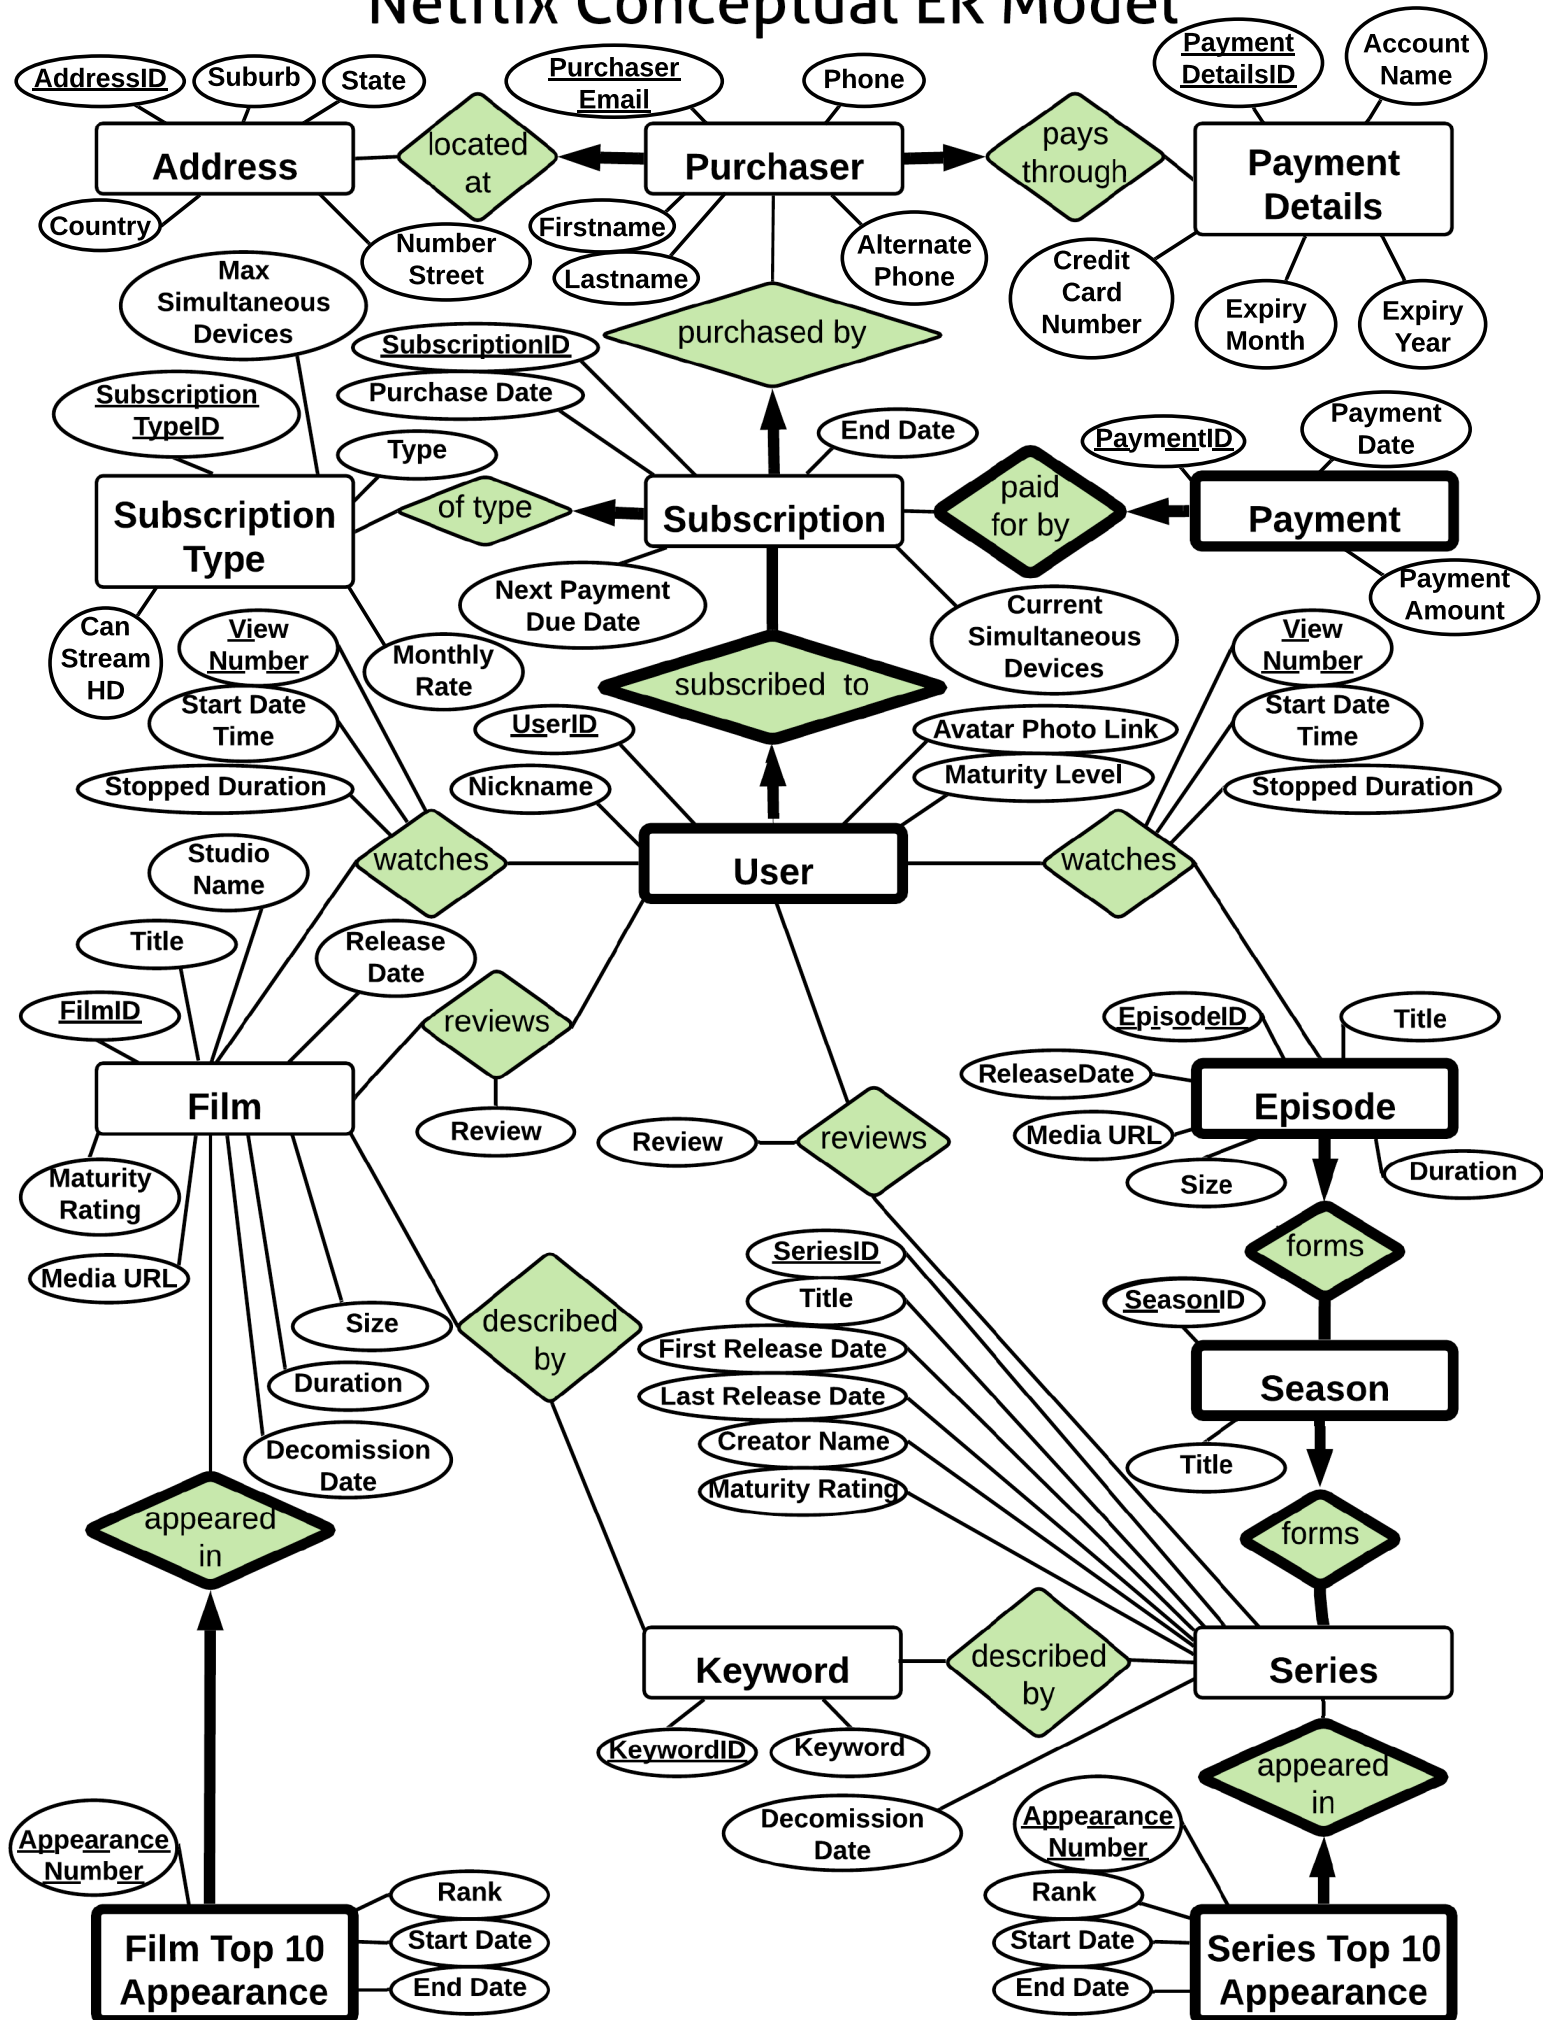 Netflix Conceptual ER Model
AddressID
Suburb
State
Purchaser
Email
Phone
Payment
DetailsID
Account
Name
Address
located
at
Purchaser
pays
through
Payment
Details
Country
Number
Street
Firstname
Lastname
Alternate
Phone
Credit
Card
Number
Expiry
Month
Expiry
Year
Max
Simultaneous
Devices
purchased by
SubscriptionID
Purchase Date
Subscription
TypeID
Type
End Date
PaymentID
Payment
Date
Subscription
Type
of type
Subscription
paid
for by
Payment
Next Payment
Due Date
Current
Simultaneous
Devices
Payment
Amount
Can
Stream
HD
View
Number
Monthly
Rate
subscribed to
View
Number
Start Date
Time
Start Date
Time
UserID
Avatar Photo Link
Stopped Duration
Nickname
Maturity Level
Stopped Duration
watches
User
watches
Studio
Name
Title
Release
Date
FilmID
reviews
EpisodeID
Title
ReleaseDate
Film
Episode
Review
Review
reviews
Media URL
Maturity
Rating
Size
Duration
Media URL
SeriesID
forms
Size
described
by
Title
SeasonID
First Release Date
Duration
Last Release Date
Season
Decomission
Date
Creator Name
Title
Maturity Rating
appeared
in
forms
Keyword
described
by
Series
KeywordID
Keyword
appeared
in
Decomission
Date
Appearance
Number
Appearance
Number
Rank
Rank
Start Date
Start Date
End Date
End Date
Film Top 10
Appearance
Series Top 10
Appearance